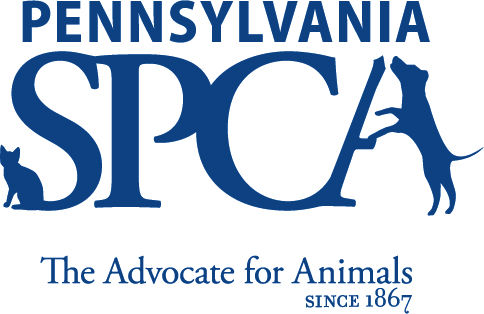 PENNSYLVANIA
SPCA
The Advocate for Animals
SINCE 1867